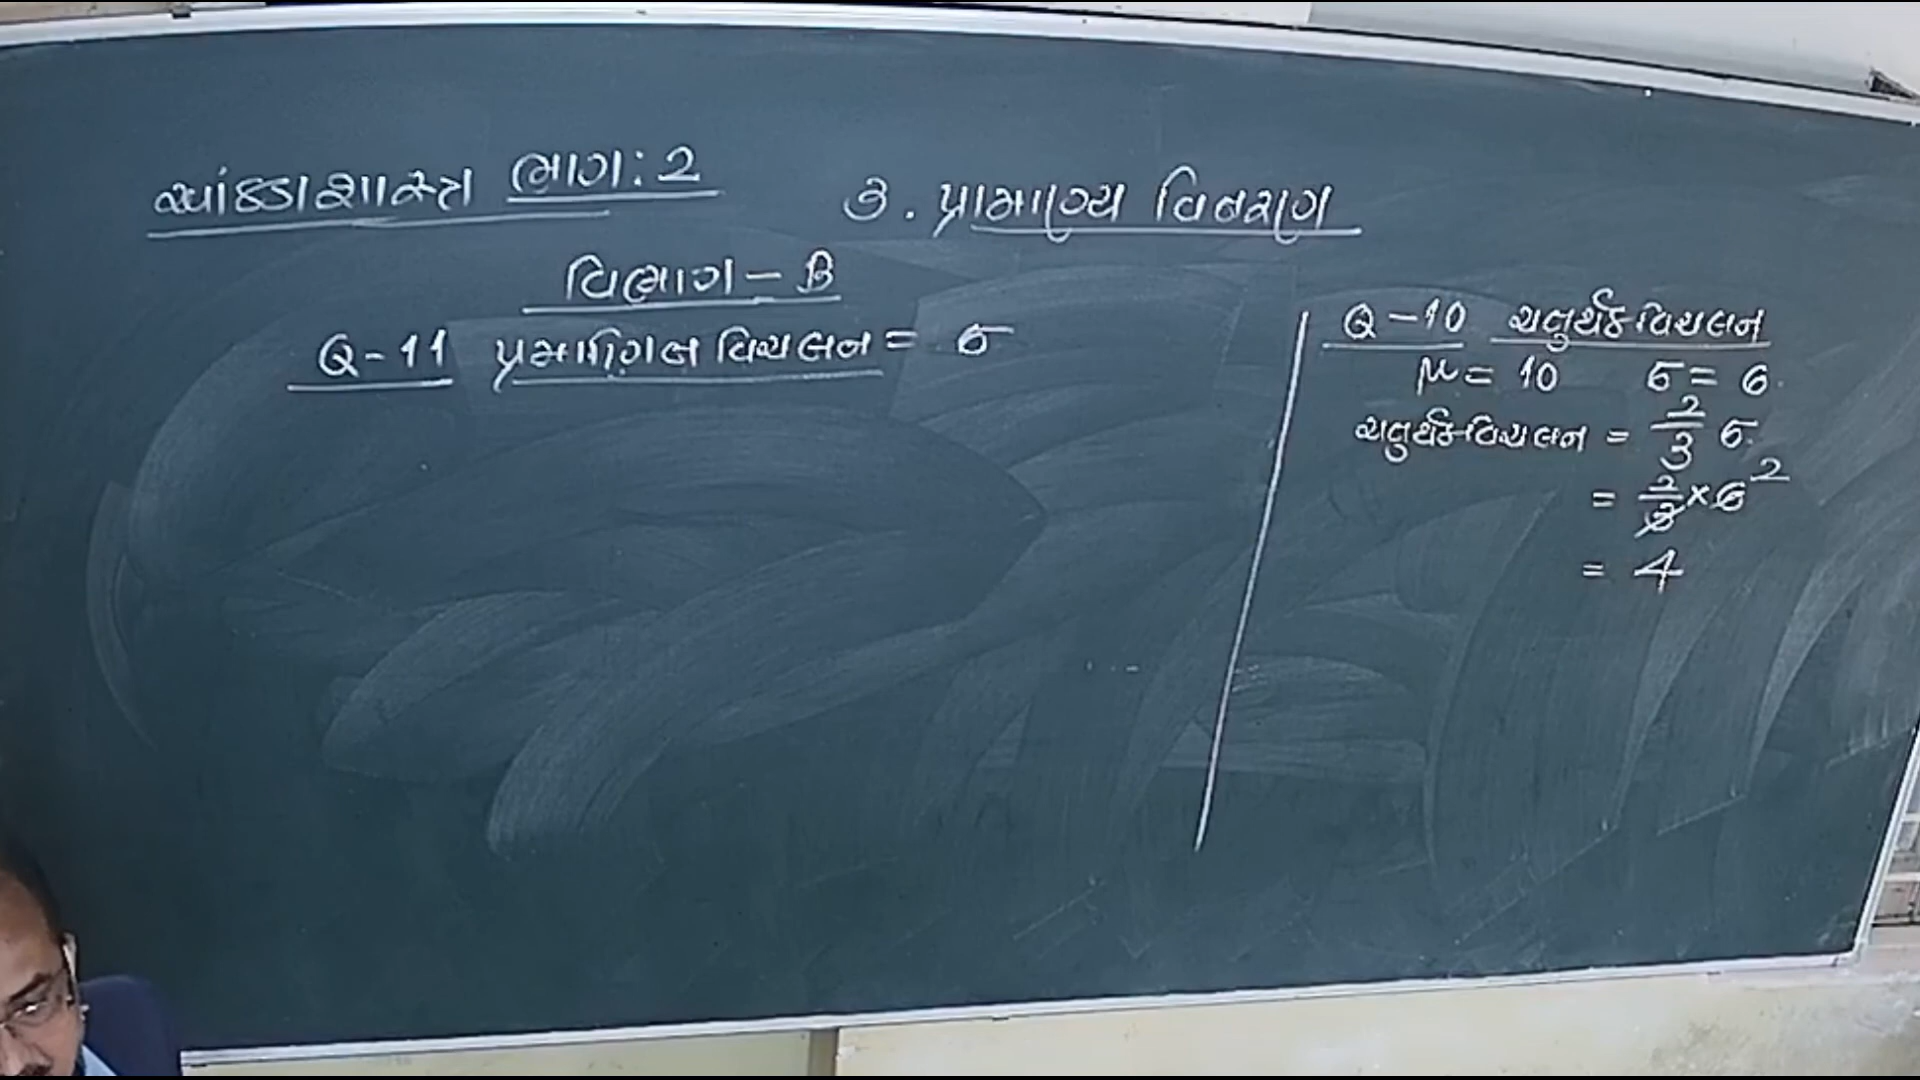 આંકડાશાસ્ત્ર ભાગ: 2
3. પ્રામાણ્ય વિતરણ
વિભાગ - B
Q-11 પ્રમાણિત વિચલન = σ
Q-10 ચતુર્થક વિચલન
μ = 10 σ = 6
ચતુર્થક વિચલન = 2/3 σ
= 2/3 × 6 2
= 4